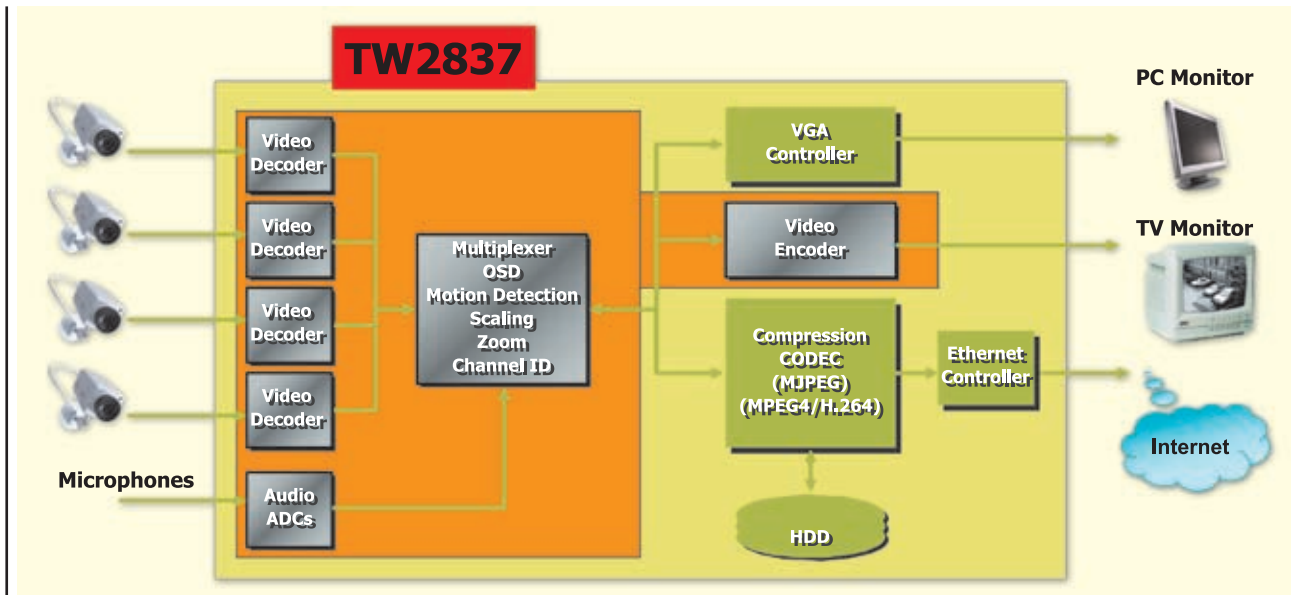 TW2837
PC Monitor
Video
Decoder
VGA
Controller
Video
Decoder
Video
Encoder
TV Monitor
Multiplexer
OSD
Motion Detection
Scaling
Zoom
Channel ID
Video
Decoder
Compression
CODEC
(MJPEG)
(MPEG4/H.264)
Ethernet
Controller
Video
Decoder
Internet
Microphones
Audio
ADCs
HDD